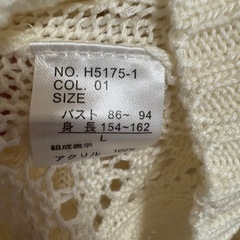 NO. H5175-1
COL. 01
SIZE
バスト 86~ 94
身 長 154~162
L
組成表示
アクリル 100%